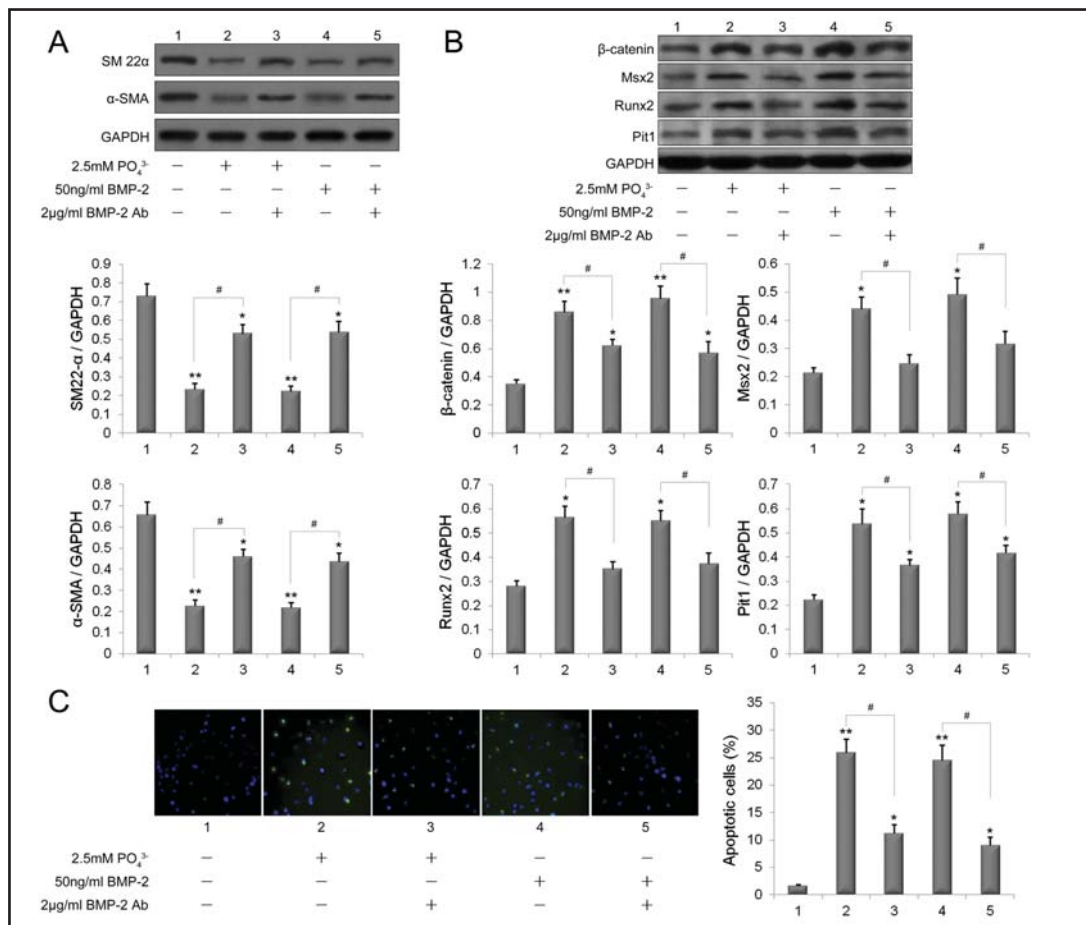 A
1 2 3 4 5
SM 22α
α-SMA
GAPDH
2.5mM PO₄³⁻ − + + − −
50ng/ml BMP-2 − − − + +
2μg/ml BMP-2 Ab − − + − +
B
1 2 3 4 5
β-catenin
Msx2
Runx2
Pit1
GAPDH
2.5mM PO₄³⁻ − + + − −
50ng/ml BMP-2 − − − + +
2μg/ml BMP-2 Ab − − + − +
SM22-α / GAPDH
0.9
0.8
0.7
0.6
0.5
0.4
0.3
0.2
0.1
0
** * ** *
# #
1 2 3 4 5
β-catenin / GAPDH
1.2
1
0.8
0.6
0.4
0.2
0
** * ** *
# #
1 2 3 4 5
Msx2 / GAPDH
0.6
0.5
0.4
0.3
0.2
0.1
0
* *
# #
1 2 3 4 5
α-SMA / GAPDH
0.8
0.7
0.6
0.5
0.4
0.3
0.2
0.1
0
** * ** *
# #
1 2 3 4 5
Runx2 / GAPDH
0.7
0.6
0.5
0.4
0.3
0.2
0.1
0
* *
# #
1 2 3 4 5
Pit1 / GAPDH
0.7
0.6
0.5
0.4
0.3
0.2
0.1
0
* * * *
# #
1 2 3 4 5
C
1 2 3 4 5
2.5mM PO₄³⁻ − + + − −
50ng/ml BMP-2 − − − + +
2μg/ml BMP-2 Ab − − + − +
Apoptotic cells (%)
35
30
25
20
15
10
5
0
** * ** *
# #
1 2 3 4 5